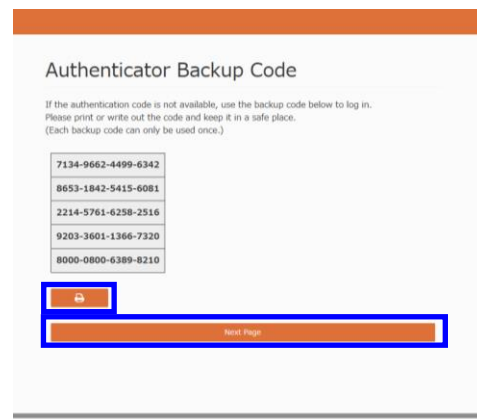 Authenticator Backup Code
If the authentication code is not available, use the backup code below to log in.
Please print or write out the code and keep it in a safe place.
(Each backup code can only be used once.)
7134-9662-4499-6342
8653-1842-5415-6081
2214-5761-6258-2516
9203-3601-1366-7320
8000-0800-6389-8210
Next Page